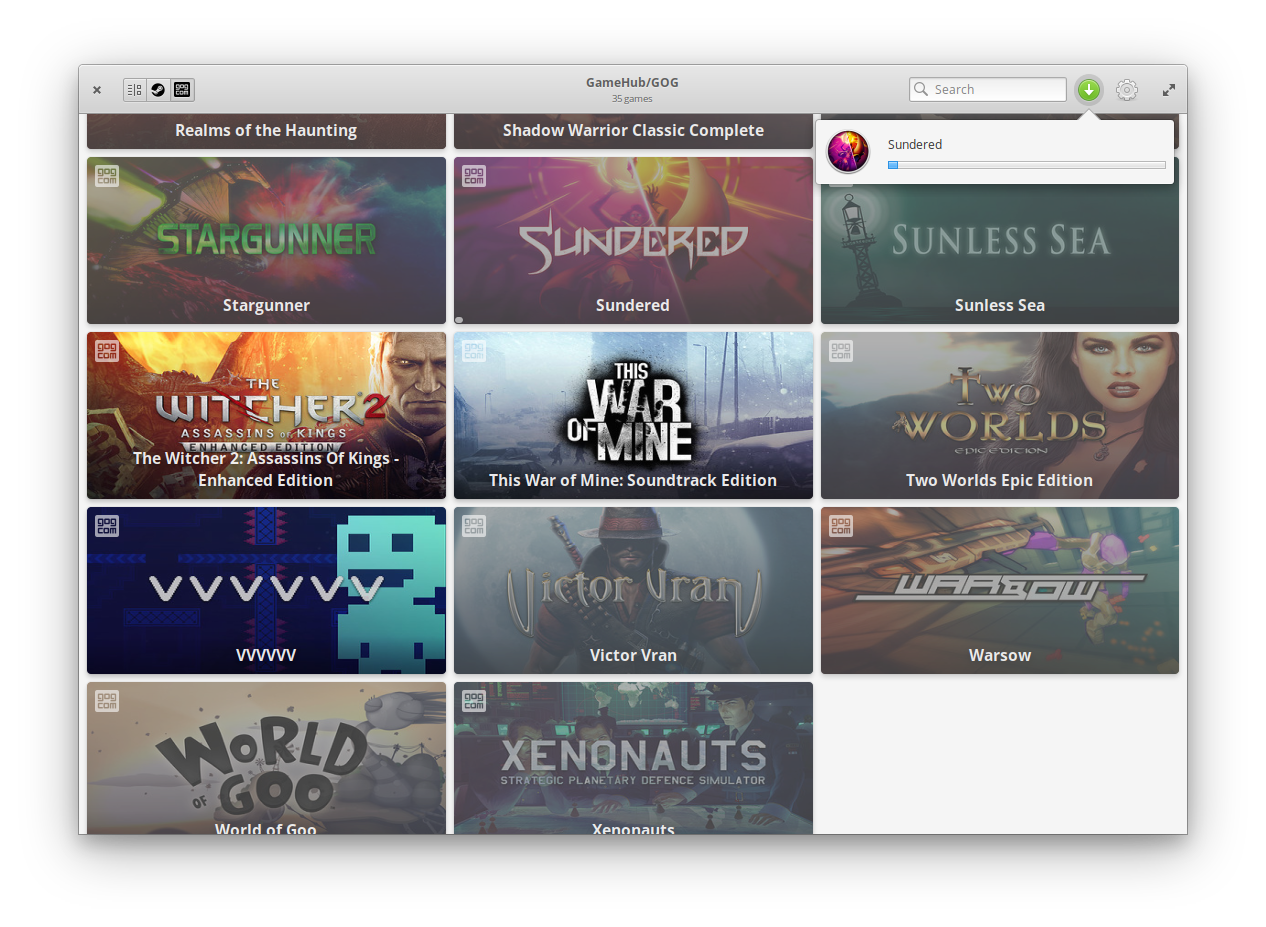 GameHub/GOG
35 games
gog
com
Search
Sundered
Realms of the Haunting
Shadow Warrior Classic Complete
gog
com
STARGUNNER
Stargunner
gog
com
SUNDERED
Sundered
SUNLESS SEA
Sunless Sea
gog
com
THE
WITCHER 2
ASSASSINS OF KINGS
ENHANCED EDITION
The Witcher 2: Assassins Of Kings -
Enhanced Edition
gog
com
THIS
WAR
OF MINE
This War of Mine: Soundtrack Edition
gog
com
TWO
WORLDS
EPIC EDITION
Two Worlds Epic Edition
gog
com
VVVVVV
VVVVVV
gog
com
Victor Vran
Victor Vran
gog
com
WARSOW
Warsow
gog
com
WORLD
OF GOO
World of Goo
gog
com
XENONAUTS
STRATEGIC PLANETARY DEFENCE SIMULATOR
Xenonauts